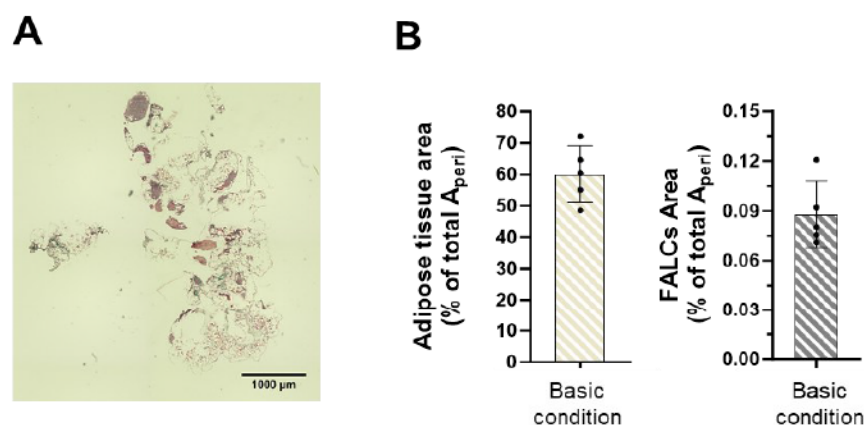 A
1000 µm
B
Adipose tissue area
(% of total Aperi)
80
70
60
50
40
30
20
10
0
Basic
condition
FALCs Area
(% of total Aperi)
0.15
0.12
0.09
0.06
0.03
0.00
Basic
condition